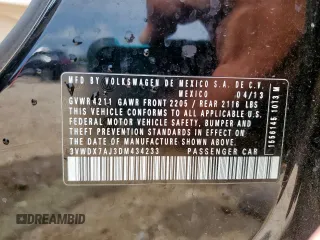 MFD BY VOLKSWAGEN DE MEXICO S.A. DE C.V.
MEXICO 04/13
GVWR 4211 GAWR FRONT 2205 / REAR 2116 LBS
THIS VEHICLE CONFORMS TO ALL APPLICABLE U.S.
FEDERAL MOTOR VEHICLE SAFETY, BUMPER AND
THEFT PREVENTION STANDARDS IN EFFECT ON
THE DATE OF MANUFACTURE SHOWN ABOVE.
3VWDX7AJ3DM434233 PASSENGER CAR
1556145 1013 M
DREAMBID